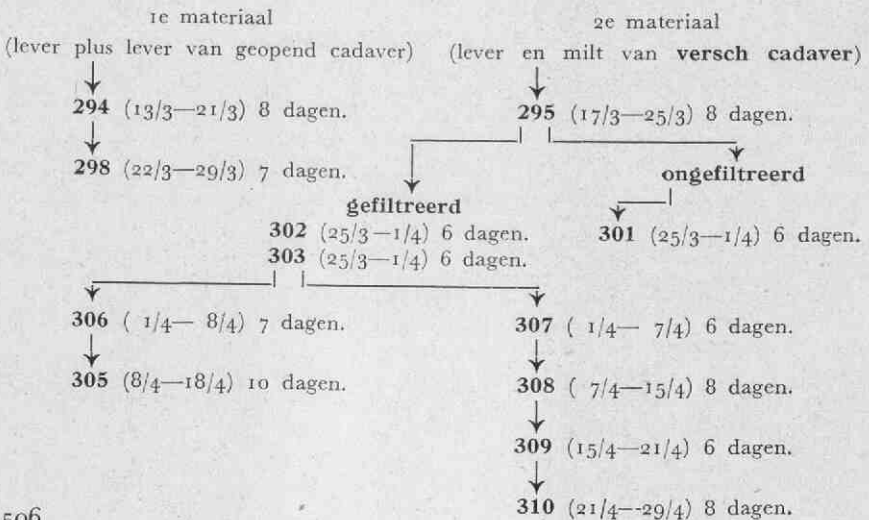 1e materiaal
(lever plus lever van geopend cadaver)
294 (13/3—21/3) 8 dagen.
298 (22/3—29/3) 7 dagen.
2e materiaal
(lever en milt van versch cadaver)
295 (17/3—25/3) 8 dagen.
gefiltreerd
302 (25/3—1/4) 6 dagen.
303 (25/3—1/4) 6 dagen.
ongefiltreerd
301 (25/3—1/4) 6 dagen.
306 ( 1/4— 8/4) 7 dagen.
305 (8/4—18/4) 10 dagen.
307 ( 1/4— 7/4) 6 dagen.
308 ( 7/4—15/4) 8 dagen.
309 (15/4—21/4) 6 dagen.
310 (21/4--29/4) 8 dagen.
506